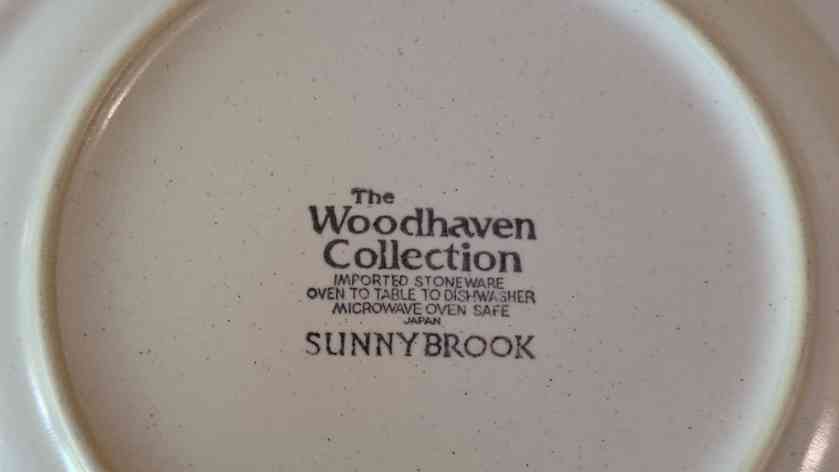 The
Woodhaven
Collection
IMPORTED STONEWARE
OVEN TO TABLE TO DISHWASHER
MICROWAVE OVEN SAFE
JAPAN
SUNNYBROOK